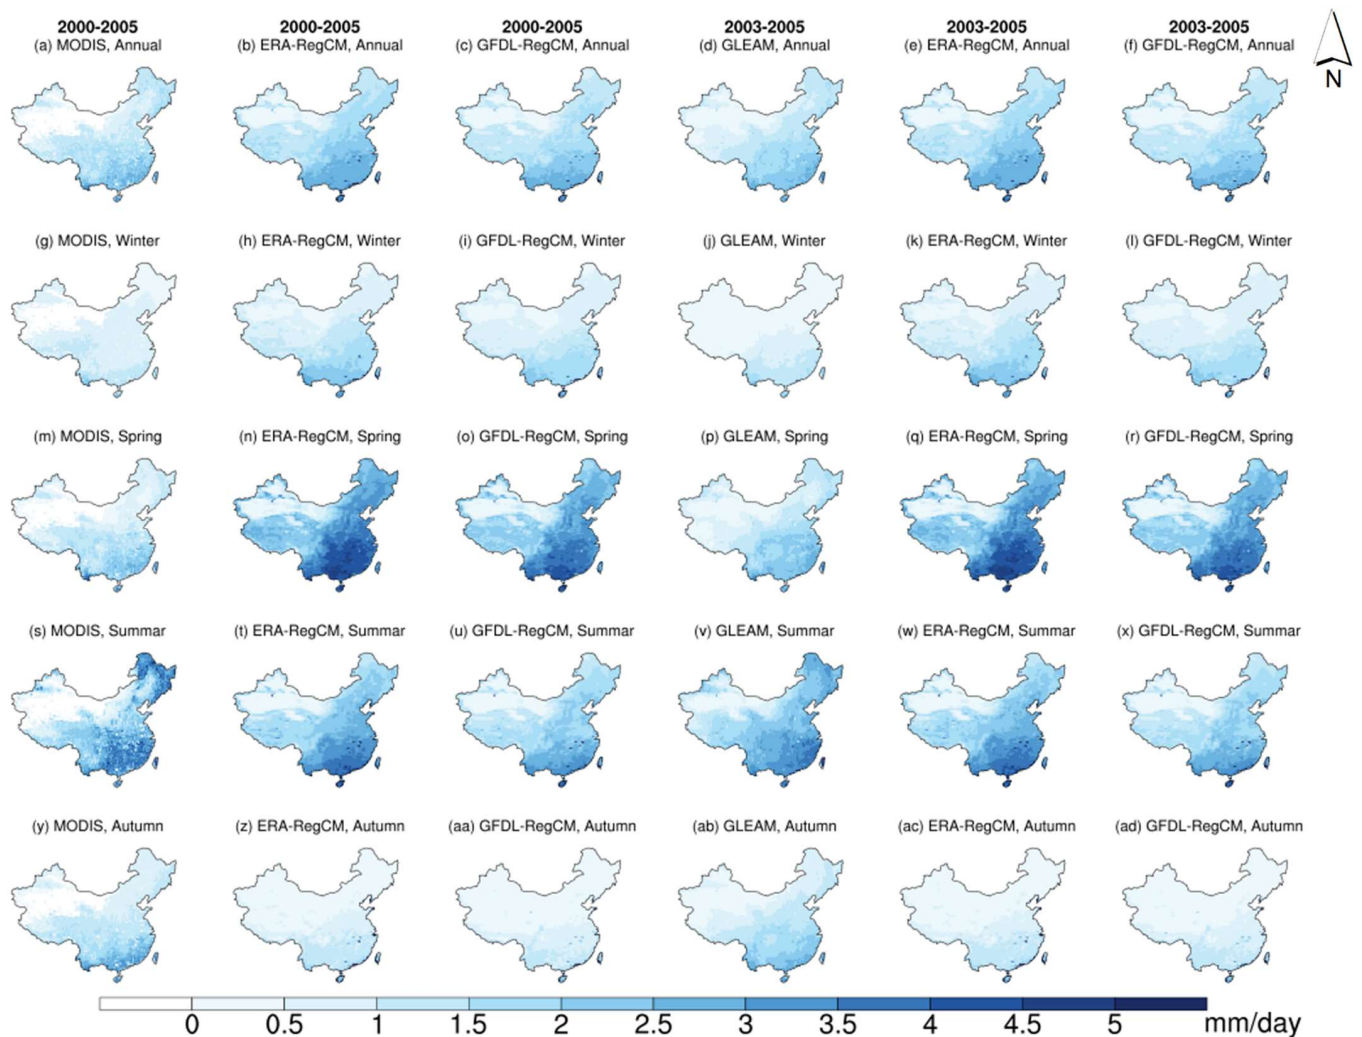 2000-2005 2000-2005 2000-2005 2003-2005 2003-2005 2003-2005
(a) MODIS, Annual (b) ERA-RegCM, Annual (c) GFDL-RegCM, Annual (d) GLEAM, Annual (e) ERA-RegCM, Annual (f) GFDL-RegCM, Annual
N
(g) MODIS, Winter (h) ERA-RegCM, Winter (i) GFDL-RegCM, Winter (j) GLEAM, Winter (k) ERA-RegCM, Winter (l) GFDL-RegCM, Winter
(m) MODIS, Spring (n) ERA-RegCM, Spring (o) GFDL-RegCM, Spring (p) GLEAM, Spring (q) ERA-RegCM, Spring (r) GFDL-RegCM, Spring
(s) MODIS, Summar (t) ERA-RegCM, Summar (u) GFDL-RegCM, Summar (v) GLEAM, Summar (w) ERA-RegCM, Summar (x) GFDL-RegCM, Summar
(y) MODIS, Autumn (z) ERA-RegCM, Autumn (aa) GFDL-RegCM, Autumn (ab) GLEAM, Autumn (ac) ERA-RegCM, Autumn (ad) GFDL-RegCM, Autumn
0 0.5 1 1.5 2 2.5 3 3.5 4 4.5 5 mm/day